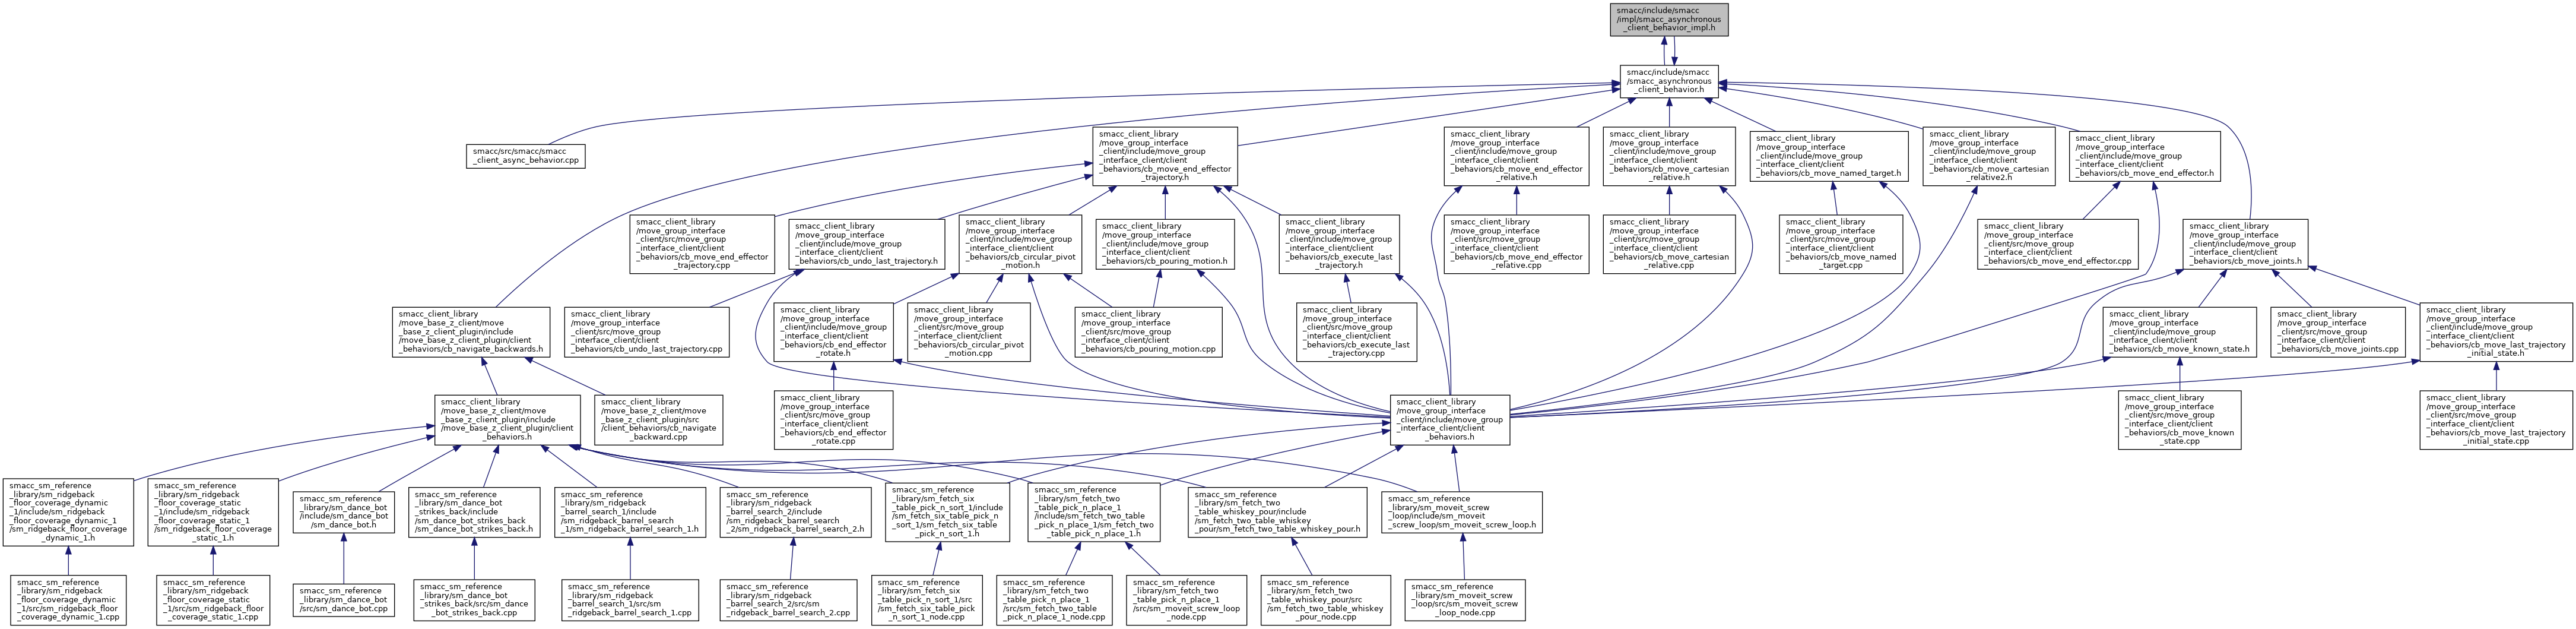 smacc/include/smacc
/impl/smacc_asynchronous
_client_behavior_impl.h
smacc/include/smacc
/smacc_asynchronous
_client_behavior.h
smacc/src/smacc/smacc
_client_async_behavior.cpp
smacc_client_library
/move_group_interface
_client/include/move_group
_interface_client/client
_behaviors/cb_move_end_effector
_trajectory.h
smacc_client_library
/move_group_interface
_client/include/move_group
_interface_client/client
_behaviors/cb_move_end_effector
_relative.h
smacc_client_library
/move_group_interface
_client/include/move_group
_interface_client/client
_behaviors/cb_move_cartesian
_relative.h
smacc_client_library
/move_group_interface
_client/include/move_group
_interface_client/client
_behaviors/cb_move_named_target.h
smacc_client_library
/move_group_interface
_client/include/move_group
_interface_client/client
_behaviors/cb_move_cartesian
_relative2.h
smacc_client_library
/move_group_interface
_client/include/move_group
_interface_client/client
_behaviors/cb_move_end_effector.h
smacc_client_library
/move_group_interface
_client/src/move_group
_interface_client/client
_behaviors/cb_move_end_effector
_trajectory.cpp
smacc_client_library
/move_group_interface
_client/include/move_group
_interface_client/client
_behaviors/cb_undo_last_trajectory.h
smacc_client_library
/move_group_interface
_client/include/move_group
_interface_client/client
_behaviors/cb_circular_pivot
_motion.h
smacc_client_library
/move_group_interface
_client/include/move_group
_interface_client/client
_behaviors/cb_pouring_motion.h
smacc_client_library
/move_group_interface
_client/include/move_group
_interface_client/client
_behaviors/cb_execute_last
_trajectory.h
smacc_client_library
/move_group_interface
_client/src/move_group
_interface_client/client
_behaviors/cb_move_end_effector
_relative.cpp
smacc_client_library
/move_group_interface
_client/src/move_group
_interface_client/client
_behaviors/cb_move_cartesian
_relative.cpp
smacc_client_library
/move_group_interface
_client/src/move_group
_interface_client/client
_behaviors/cb_move_named
_target.cpp
smacc_client_library
/move_group_interface
_client/src/move_group
_interface_client/client
_behaviors/cb_move_end_effector.cpp
smacc_client_library
/move_group_interface
_client/include/move_group
_interface_client/client
_behaviors/cb_move_joints.h
smacc_client_library
/move_base_z_client/move
_base_z_client_plugin/include
/move_base_z_client_plugin/client
_behaviors/cb_navigate_backwards.h
smacc_client_library
/move_group_interface
_client/src/move_group
_interface_client/client
_behaviors/cb_undo_last_trajectory.cpp
smacc_client_library
/move_group_interface
_client/include/move_group
_interface_client/client
_behaviors/cb_end_effector
_rotate.h
smacc_client_library
/move_group_interface
_client/src/move_group
_interface_client/client
_behaviors/cb_circular_pivot
_motion.cpp
smacc_client_library
/move_group_interface
_client/src/move_group
_interface_client/client
_behaviors/cb_pouring_motion.cpp
smacc_client_library
/move_group_interface
_client/src/move_group
_interface_client/client
_behaviors/cb_execute_last
_trajectory.cpp
smacc_client_library
/move_group_interface
_client/include/move_group
_interface_client/client
_behaviors/cb_move_known_state.h
smacc_client_library
/move_group_interface
_client/src/move_group
_interface_client/client
_behaviors/cb_move_joints.cpp
smacc_client_library
/move_group_interface
_client/include/move_group
_interface_client/client
_behaviors/cb_move_last_trajectory
_initial_state.h
smacc_client_library
/move_base_z_client/move
_base_z_client_plugin/include
/move_base_z_client_plugin/client
_behaviors.h
smacc_client_library
/move_base_z_client/move
_base_z_client_plugin/src
/client_behaviors/cb_navigate
_backward.cpp
smacc_client_library
/move_group_interface
_client/src/move_group
_interface_client/client
_behaviors/cb_end_effector
_rotate.cpp
smacc_client_library
/move_group_interface
_client/include/move_group
_interface_client/client
_behaviors.h
smacc_client_library
/move_group_interface
_client/src/move_group
_interface_client/client
_behaviors/cb_move_known
_state.cpp
smacc_client_library
/move_group_interface
_client/src/move_group
_interface_client/client
_behaviors/cb_move_last_trajectory
_initial_state.cpp
smacc_sm_reference
_library/sm_ridgeback
_floor_coverage_dynamic
_1/include/sm_ridgeback
_floor_coverage_dynamic_1
/sm_ridgeback_floor_coverage
_dynamic_1.h
smacc_sm_reference
_library/sm_ridgeback
_floor_coverage_static
_1/include/sm_ridgeback
_floor_coverage_static_1
/sm_ridgeback_floor_coverage
_static_1.h
smacc_sm_reference
_library/sm_dance_bot
/include/sm_dance_bot
/sm_dance_bot.h
smacc_sm_reference
_library/sm_dance_bot
_strikes_back/include
/sm_dance_bot_strikes_back
/sm_dance_bot_strikes_back.h
smacc_sm_reference
_library/sm_ridgeback
_barrel_search_1/include
/sm_ridgeback_barrel_search
_1/sm_ridgeback_barrel_search_1.h
smacc_sm_reference
_library/sm_ridgeback
_barrel_search_2/include
/sm_ridgeback_barrel_search
_2/sm_ridgeback_barrel_search_2.h
smacc_sm_reference
_library/sm_fetch_six
_table_pick_n_sort_1/include
/sm_fetch_six_table_pick_n
_sort_1/sm_fetch_six_table
_pick_n_sort_1.h
smacc_sm_reference
_library/sm_fetch_two
_table_pick_n_place_1
/include/sm_fetch_two_table
_pick_n_place_1/sm_fetch_two
_table_pick_n_place_1.h
smacc_sm_reference
_library/sm_fetch_two
_table_whiskey_pour/include
/sm_fetch_two_table_whiskey
_pour/sm_fetch_two_table_whiskey_pour.h
smacc_sm_reference
_library/sm_moveit_screw
_loop/include/sm_moveit
_screw_loop/sm_moveit_screw_loop.h
smacc_sm_reference
_library/sm_ridgeback
_floor_coverage_dynamic
_1/src/sm_ridgeback_floor
_coverage_dynamic_1.cpp
smacc_sm_reference
_library/sm_ridgeback
_floor_coverage_static
_1/src/sm_ridgeback_floor
_coverage_static_1.cpp
smacc_sm_reference
_library/sm_dance_bot
/src/sm_dance_bot.cpp
smacc_sm_reference
_library/sm_dance_bot
_strikes_back/src/sm_dance
_bot_strikes_back.cpp
smacc_sm_reference
_library/sm_ridgeback
_barrel_search_1/src/sm
_ridgeback_barrel_search_1.cpp
smacc_sm_reference
_library/sm_ridgeback
_barrel_search_2/src/sm
_ridgeback_barrel_search_2.cpp
smacc_sm_reference
_library/sm_fetch_six
_table_pick_n_sort_1/src
/sm_fetch_six_table_pick
_n_sort_1_node.cpp
smacc_sm_reference
_library/sm_fetch_two
_table_pick_n_place_1
/src/sm_fetch_two_table
_pick_n_place_1_node.cpp
smacc_sm_reference
_library/sm_fetch_two
_table_pick_n_place_1
/src/sm_moveit_screw_loop
_node.cpp
smacc_sm_reference
_library/sm_fetch_two
_table_whiskey_pour/src
/sm_fetch_two_table_whiskey
_pour_node.cpp
smacc_sm_reference
_library/sm_moveit_screw
_loop/src/sm_moveit_screw
_loop_node.cpp